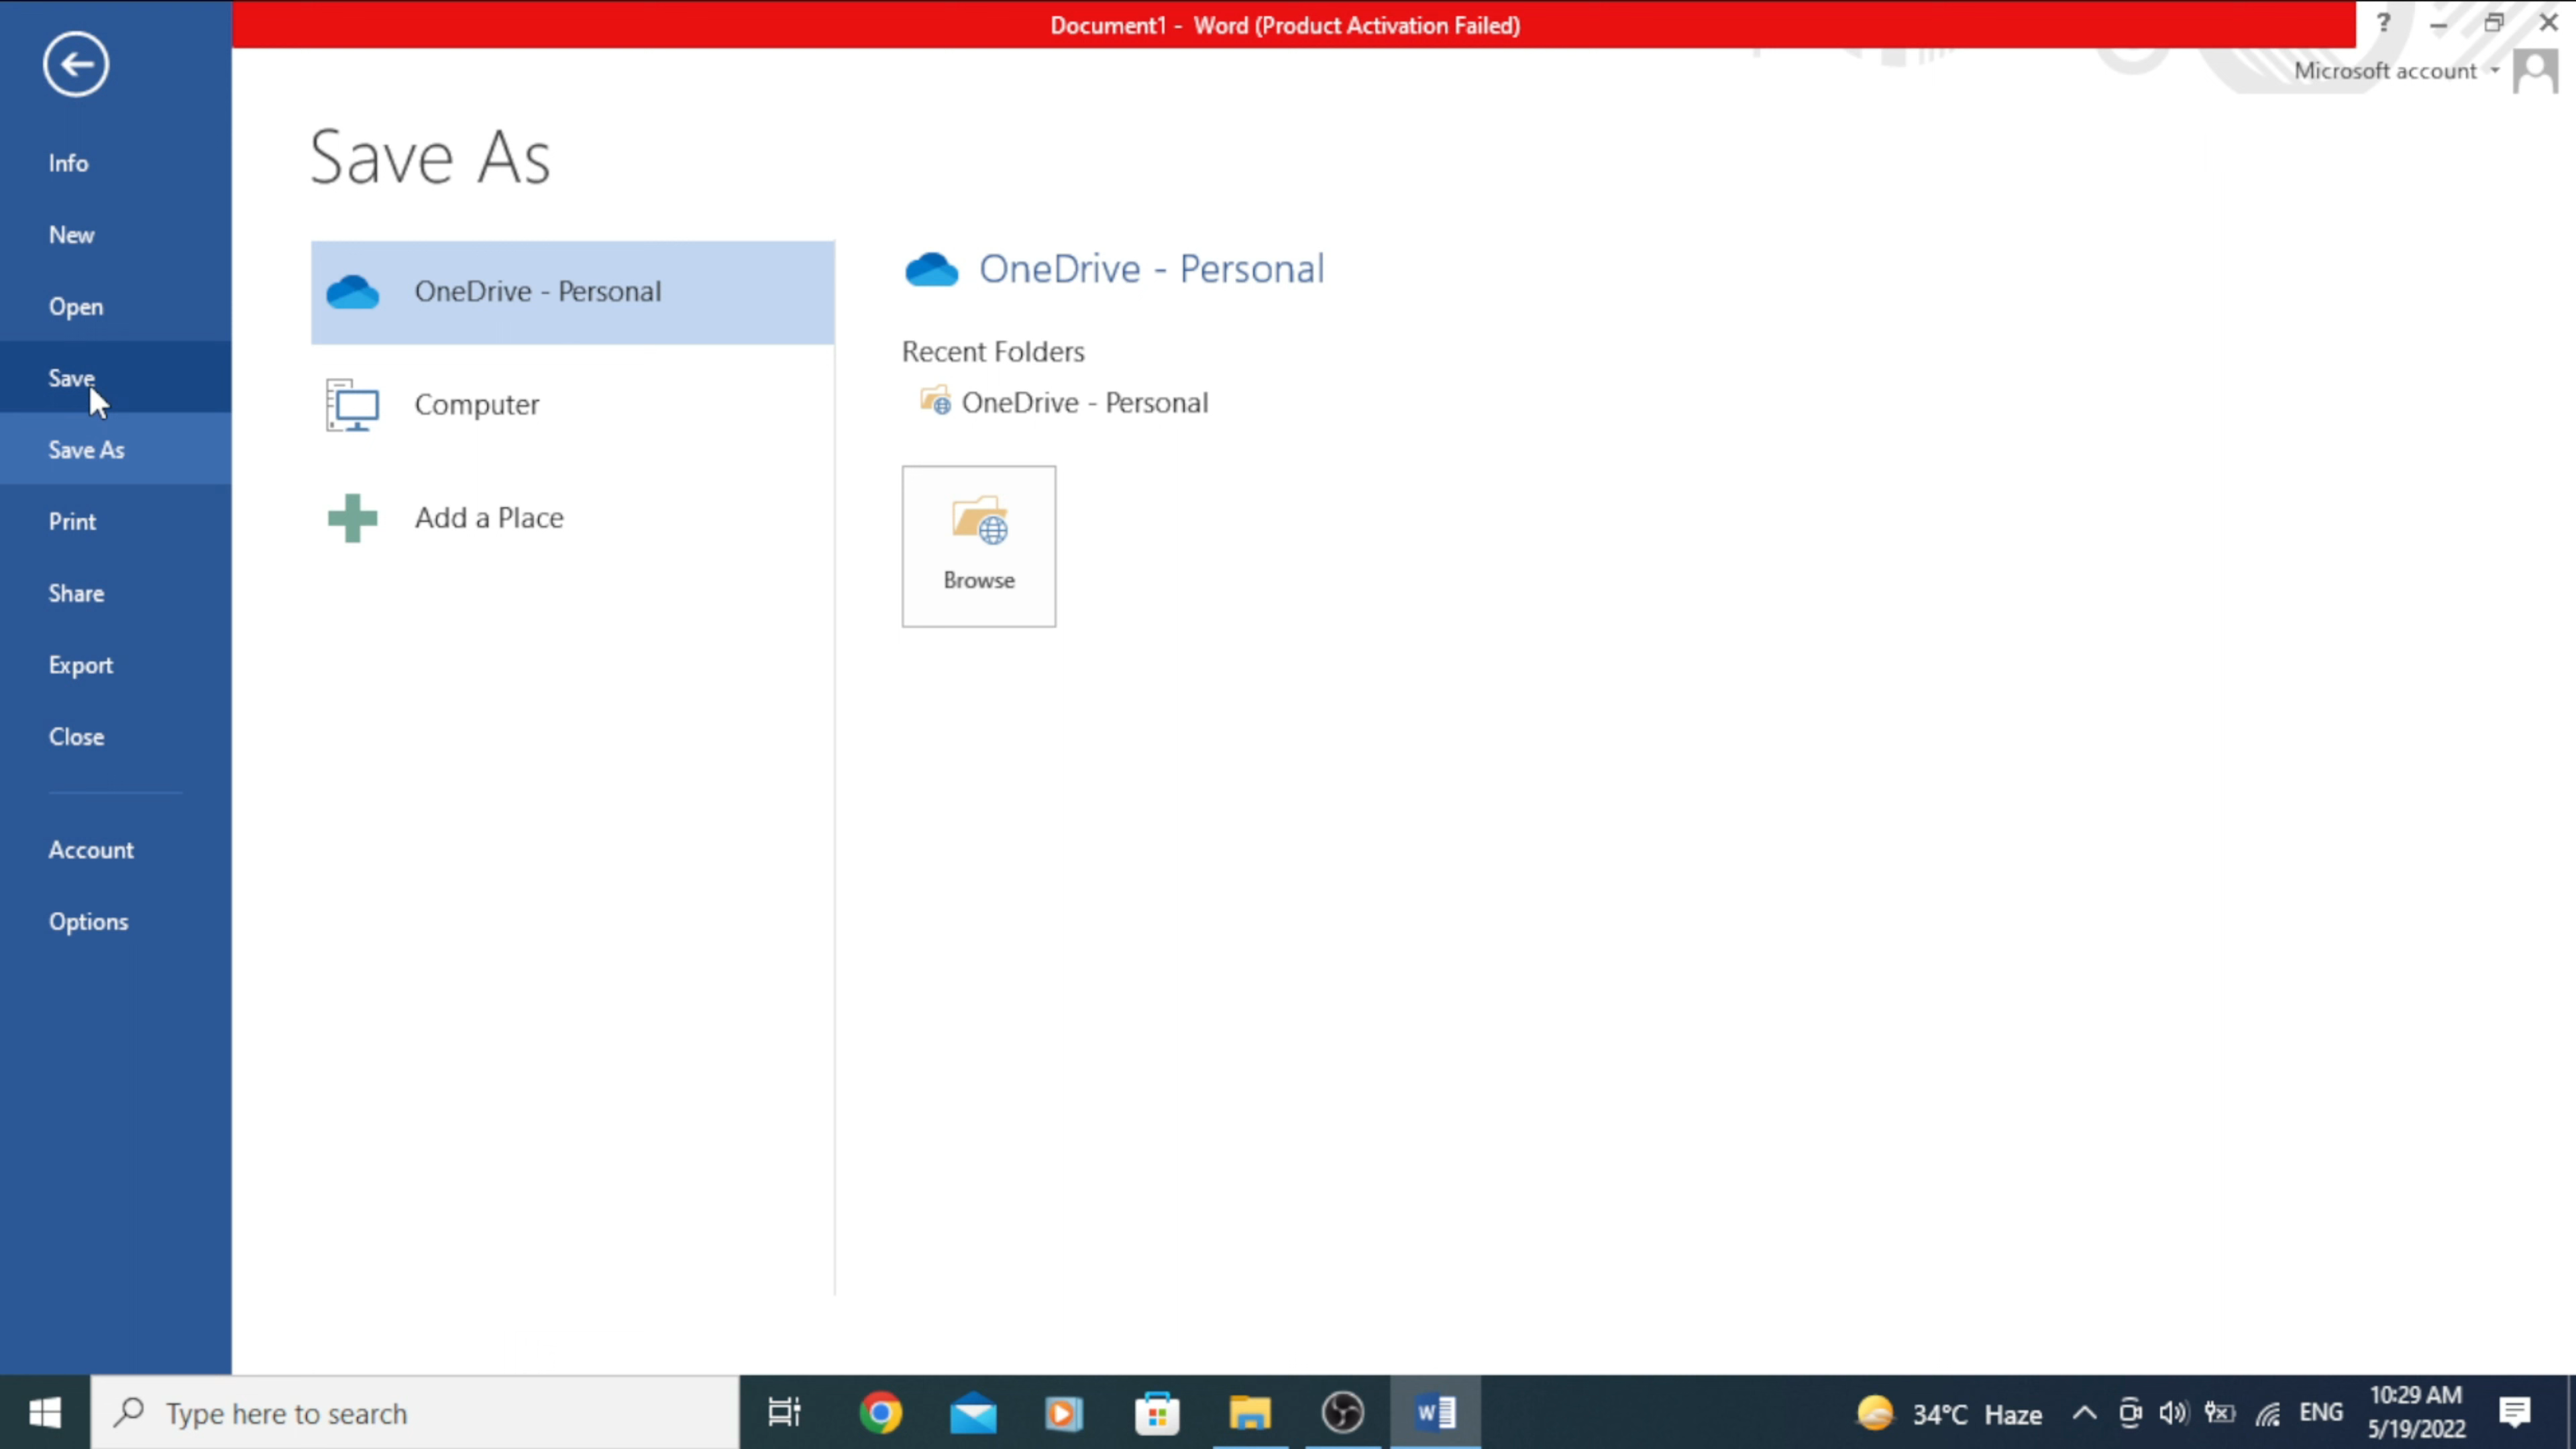 Document1 - Word (Product Activation Failed)
?
Microsoft account
Info
New
Open
Save
Save As
Print
Share
Export
Close
Account
Options
Save As
OneDrive - Personal
Computer
Add a Place
OneDrive - Personal
Recent Folders
OneDrive - Personal
Browse
Type here to search
W
34°C Haze
ENG
10:29 AM
5/19/2022